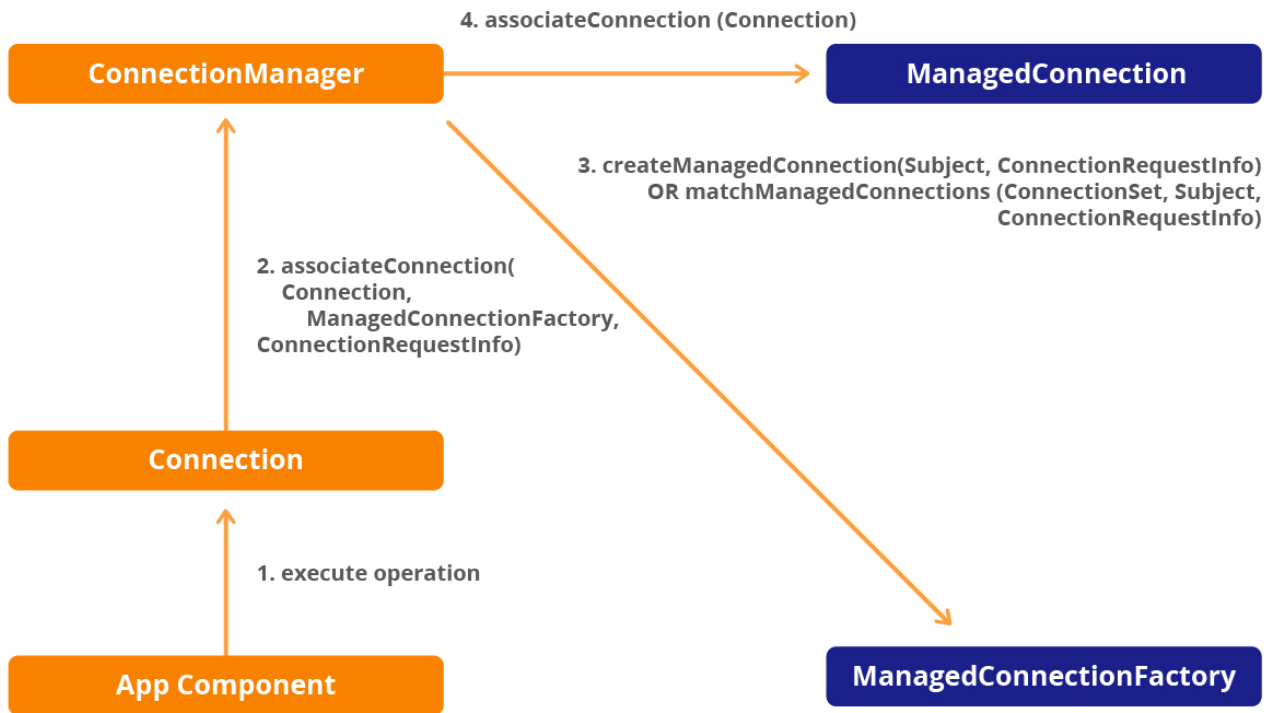 4. associateConnection (Connection)
ConnectionManager
ManagedConnection
3. createManagedConnection(Subject, ConnectionRequestInfo)
OR matchManagedConnections (ConnectionSet, Subject,
ConnectionRequestInfo)
2. associateConnection(
Connection,
ManagedConnectionFactory,
ConnectionRequestInfo)
Connection
1. execute operation
App Component
ManagedConnectionFactory